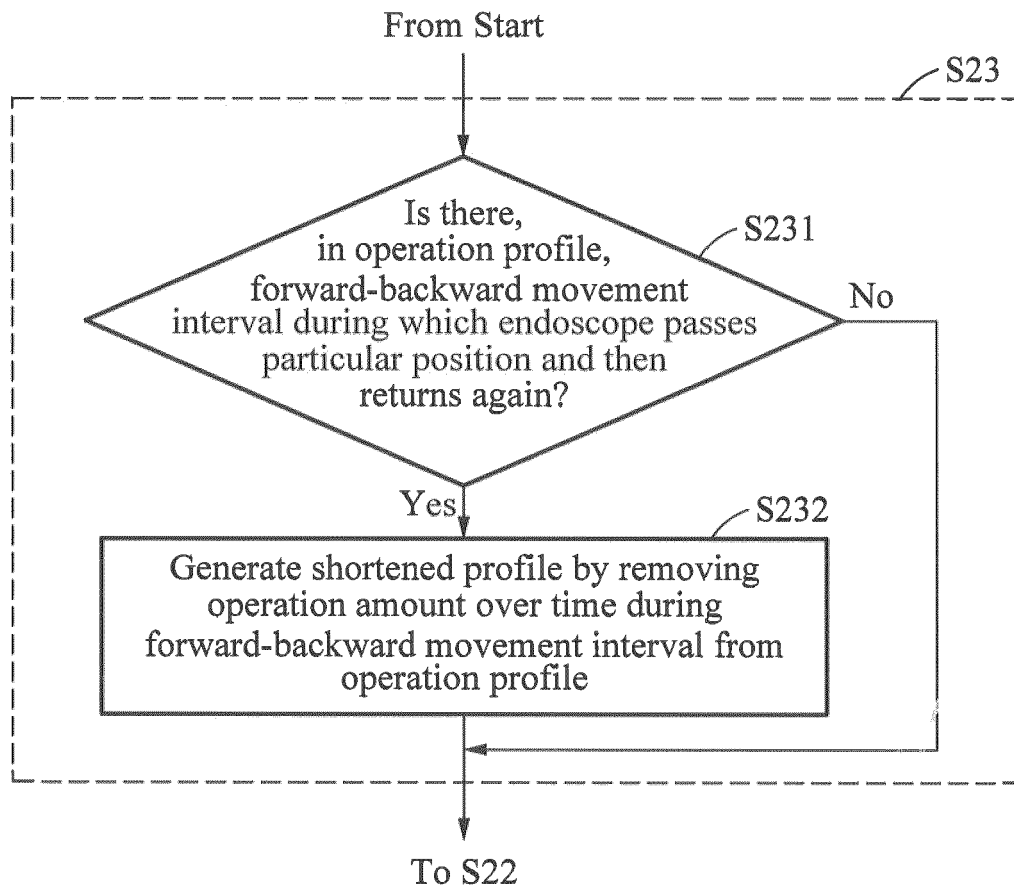 From Start
S23
Is there,
in operation profile,
forward-backward movement
interval during which endoscope passes
particular position and then
returns again?
S231
No
Yes
S232
Generate shortened profile by removing
operation amount over time during
forward-backward movement interval from
operation profile
To S22